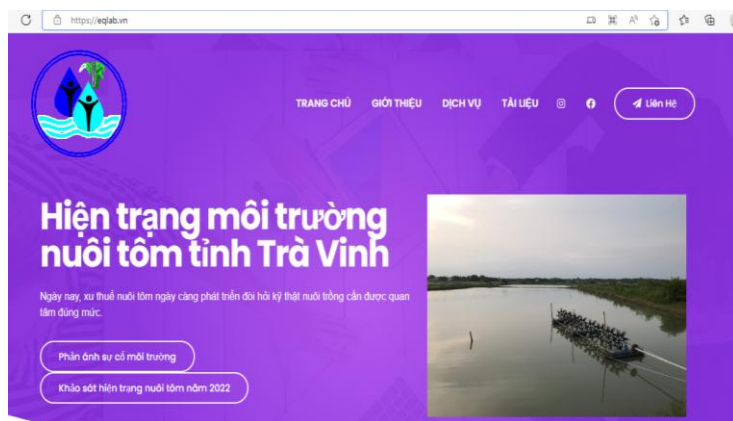 https://eqlab.vn
TRANG CHỦ GIỚI THIỆU DỊCH VỤ TÀI LIỆU Liên Hệ
Hiện trạng môi trường
nuôi tôm tỉnh Trà Vinh
Ngày nay, xu thuế nuôi tôm ngày càng phát triển đòi hỏi kỹ thật nuôi trồng cần được quan
tâm đúng mức.
Phản ánh sự cố môi trường
Khảo sát hiện trạng nuôi tôm năm 2022